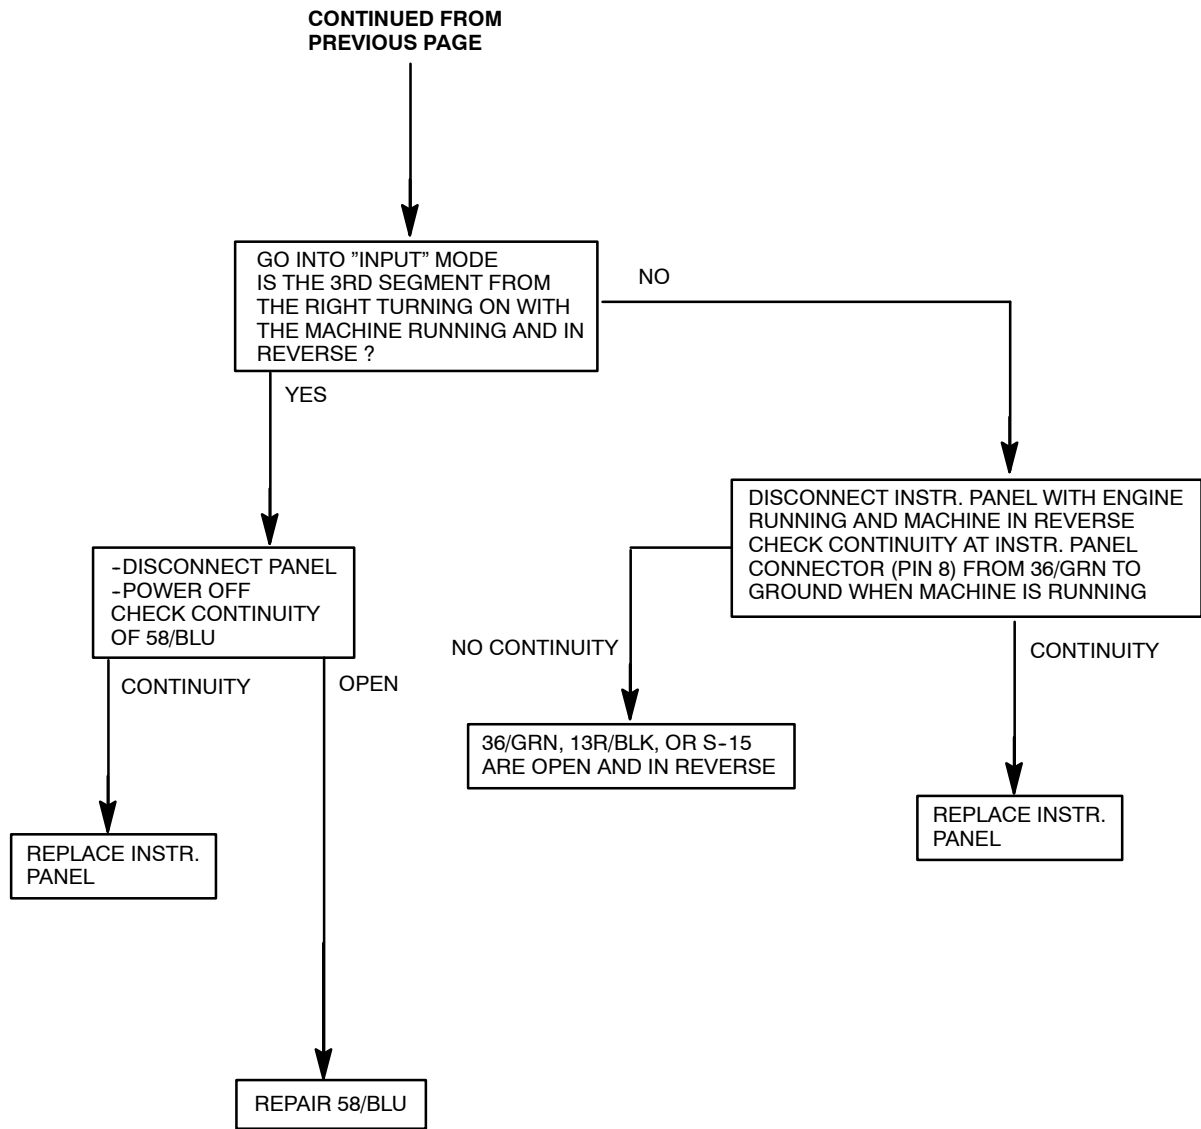 CONTINUED FROM
PREVIOUS PAGE
GO INTO ”INPUT” MODE
IS THE 3RD SEGMENT FROM
THE RIGHT TURNING ON WITH
THE MACHINE RUNNING AND IN
REVERSE ?
NO
YES
DISCONNECT INSTR. PANEL WITH ENGINE
RUNNING AND MACHINE IN REVERSE
CHECK CONTINUITY AT INSTR. PANEL
CONNECTOR (PIN 8) FROM 36/GRN TO
GROUND WHEN MACHINE IS RUNNING
-DISCONNECT PANEL
-POWER OFF
CHECK CONTINUITY
OF 58/BLU
NO CONTINUITY
CONTINUITY
CONTINUITY
OPEN
36/GRN, 13R/BLK, OR S-15
ARE OPEN AND IN REVERSE
REPLACE INSTR.
PANEL
REPLACE INSTR.
PANEL
REPAIR 58/BLU